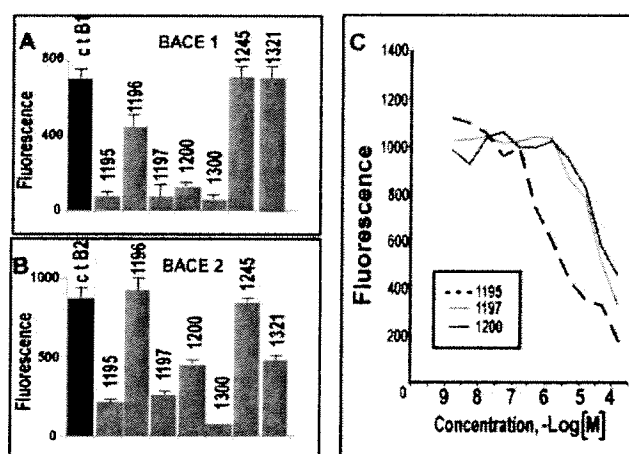 A
BACE 1
Fluorescence
800
400
0
ct B1
1195
1196
1197
1200
1300
1245
1321
B
BACE 2
Fluorescence
1000
500
0
ct B2
1195
1196
1197
1200
1300
1245
1321
C
Fluorescence
1400
1200
1000
800
600
400
200
0
1195
1197
1200
9 8 7 6 5 4
Concentration, -Log[M]